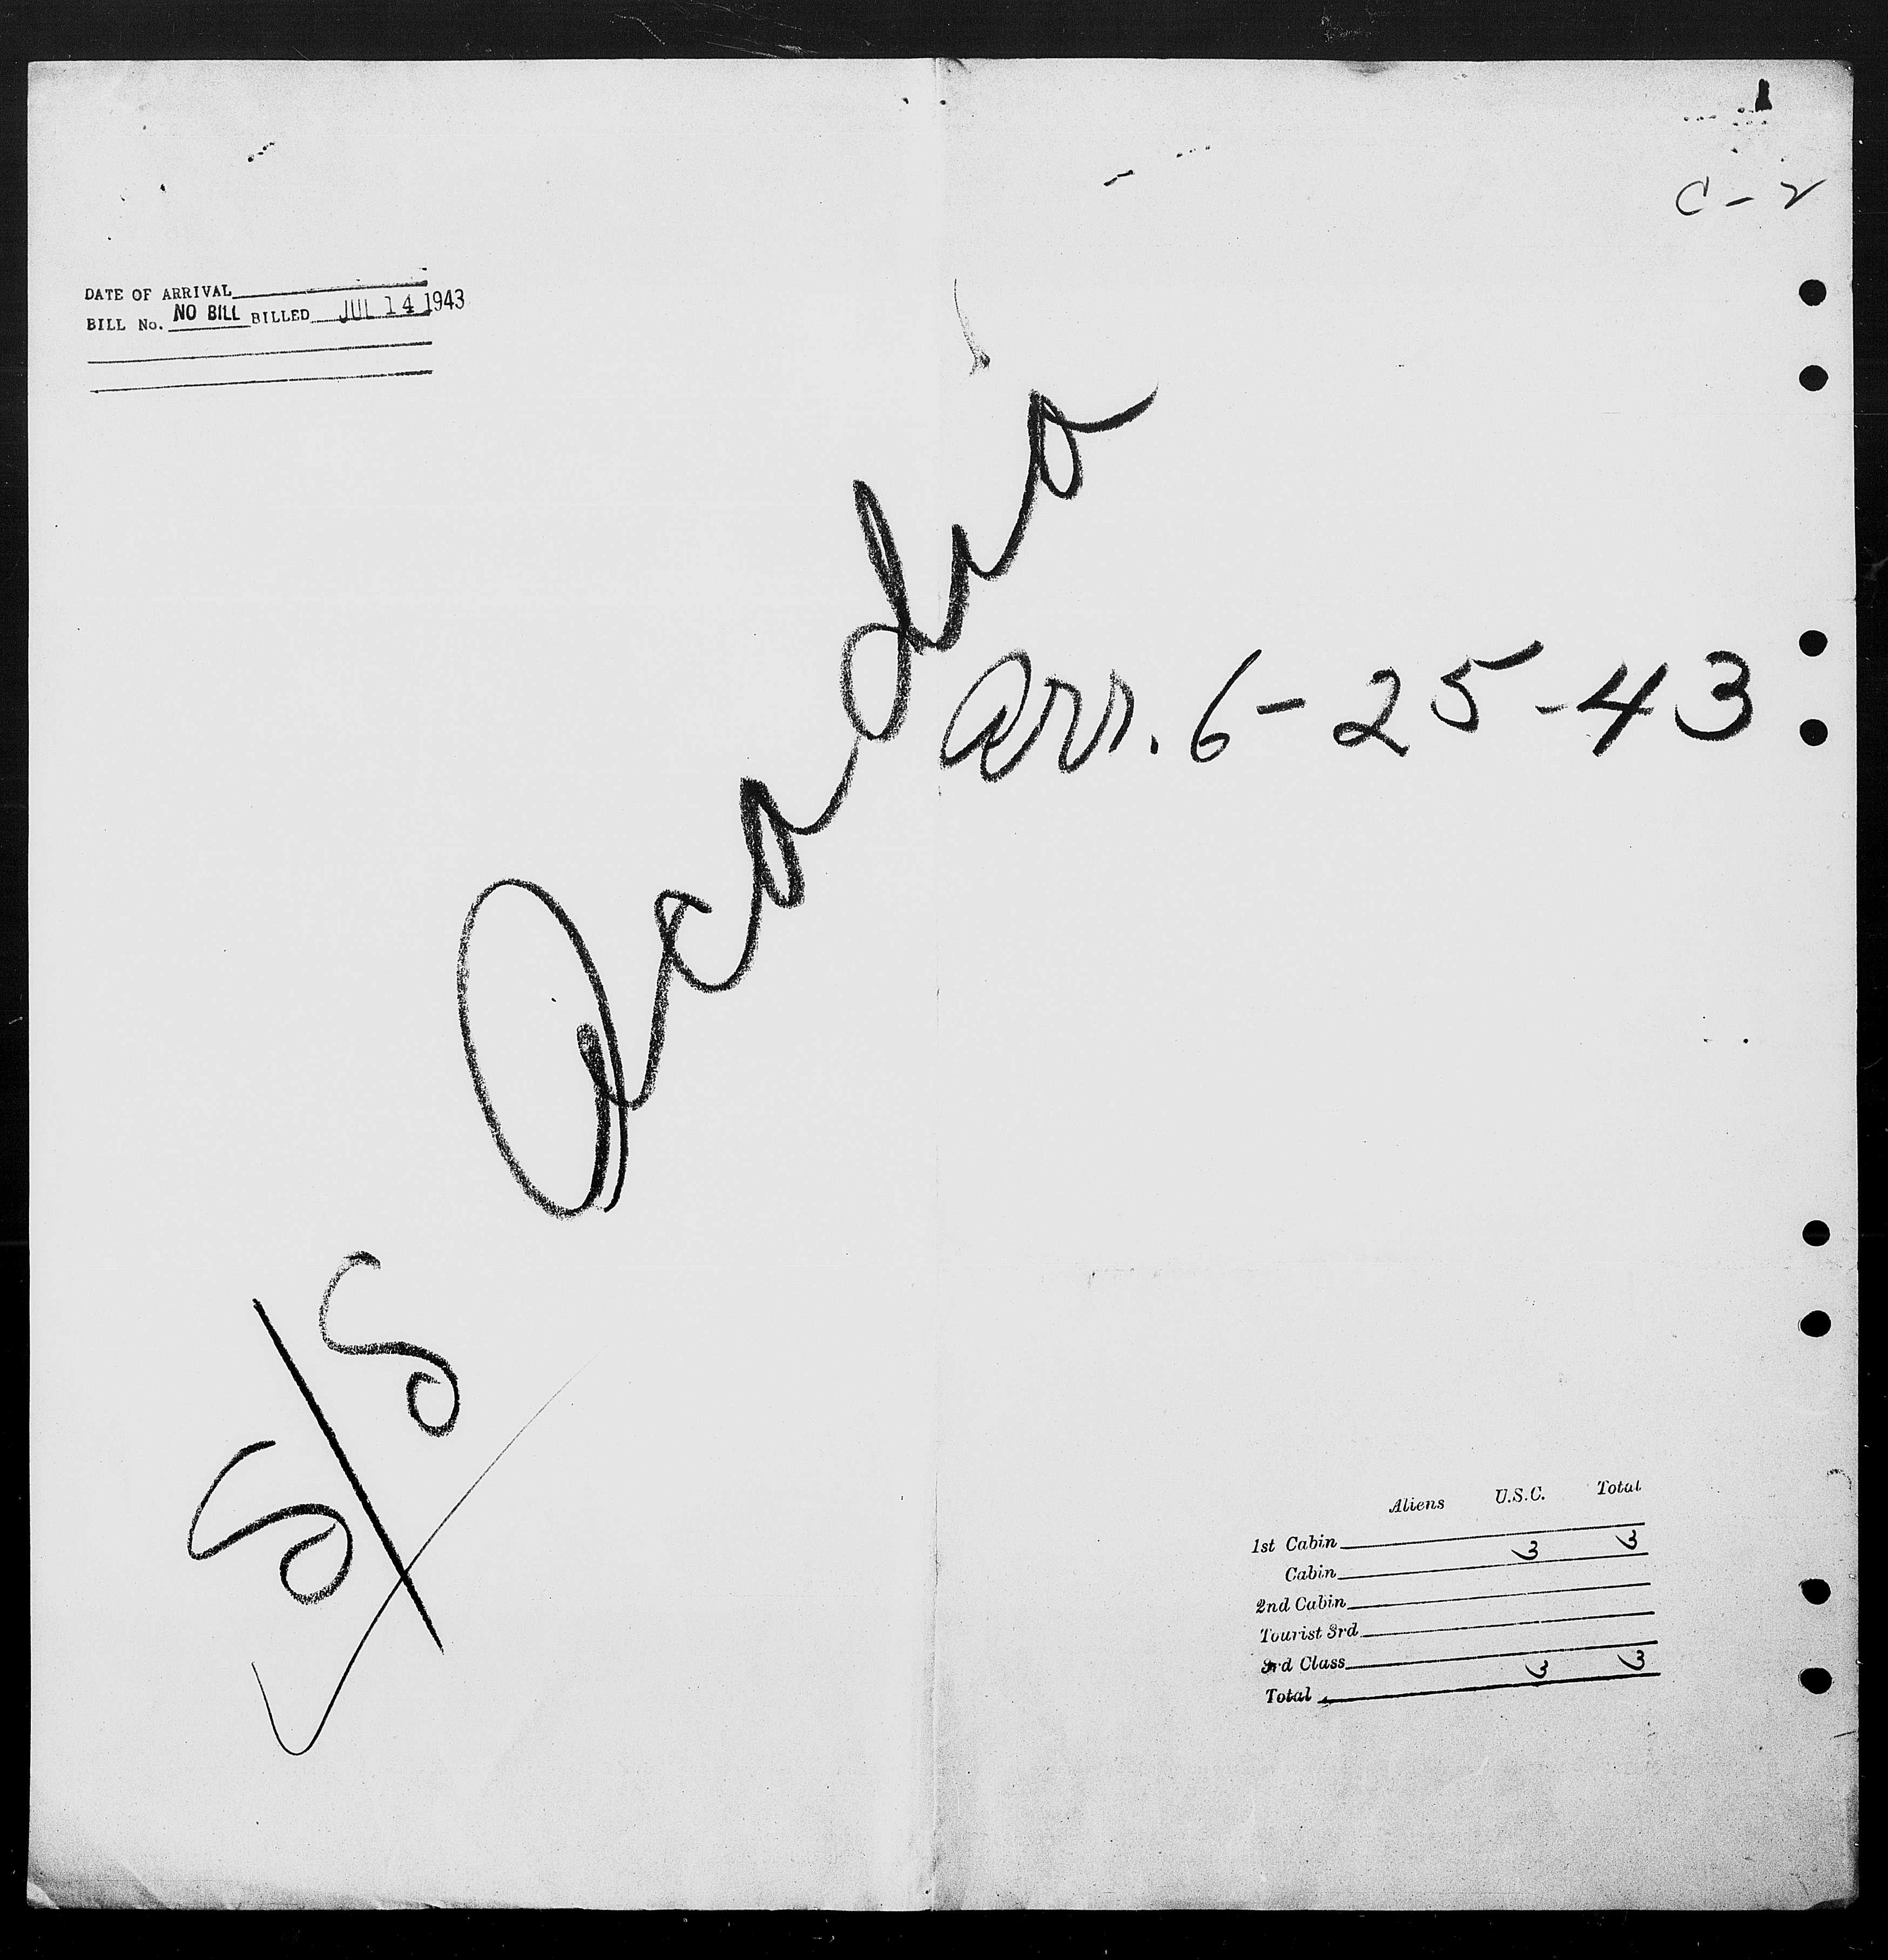 C-2
DATE OF ARRIVAL
BILL No. NO BILL BILLED JUL 14 1943
S/S Acadia
Arr. 6-25-43
Aliens U.S.C. Total
1st Cabin 3 3
Cabin
2nd Cabin
Tourist 3rd
3rd Class 3 3
Total